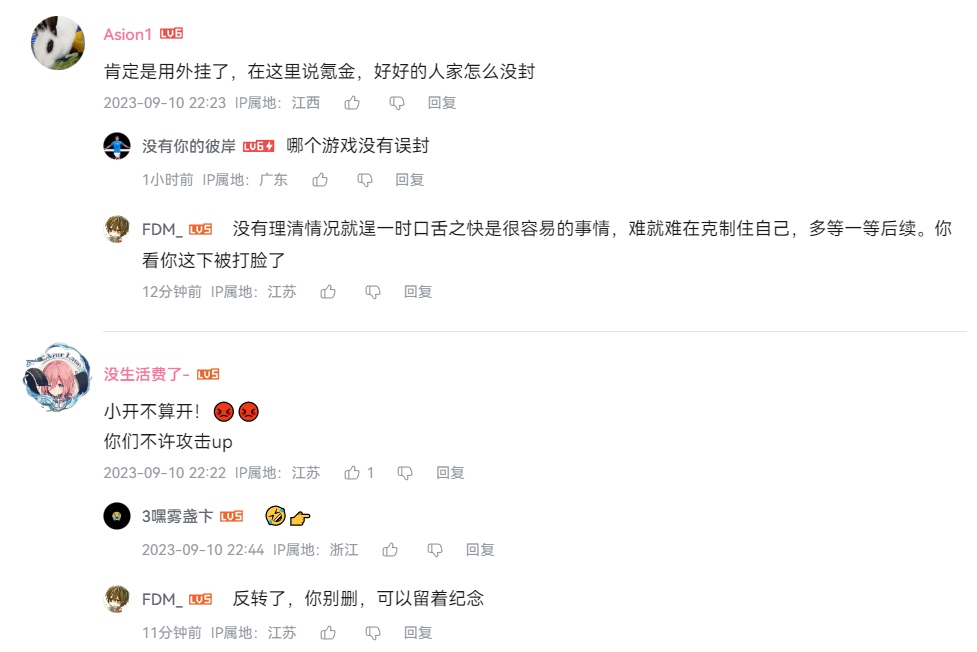 Asion1 LV6
肯定是用外挂了，在这里说氪金，好好的人家怎么没封
2023-09-10 22:23 IP属地：江西 回复
没有你的彼岸 LV6 哪个游戏没有误封
1小时前 IP属地：广东 回复
FDM_ LV5 没有理清情况就逞一时口舌之快是很容易的事情，难就难在克制住自己，多等一等后续。你
看你这下被打脸了
12分钟前 IP属地：江苏 回复
没生活费了- LV5
小开不算开！😡😡
你们不许攻击up
2023-09-10 22:22 IP属地：江苏 1 回复
3嘿雾盏卞 LV5 🤣👉
2023-09-10 22:44 IP属地：浙江 回复
FDM_ LV5 反转了，你别删，可以留着纪念
11分钟前 IP属地：江苏 回复